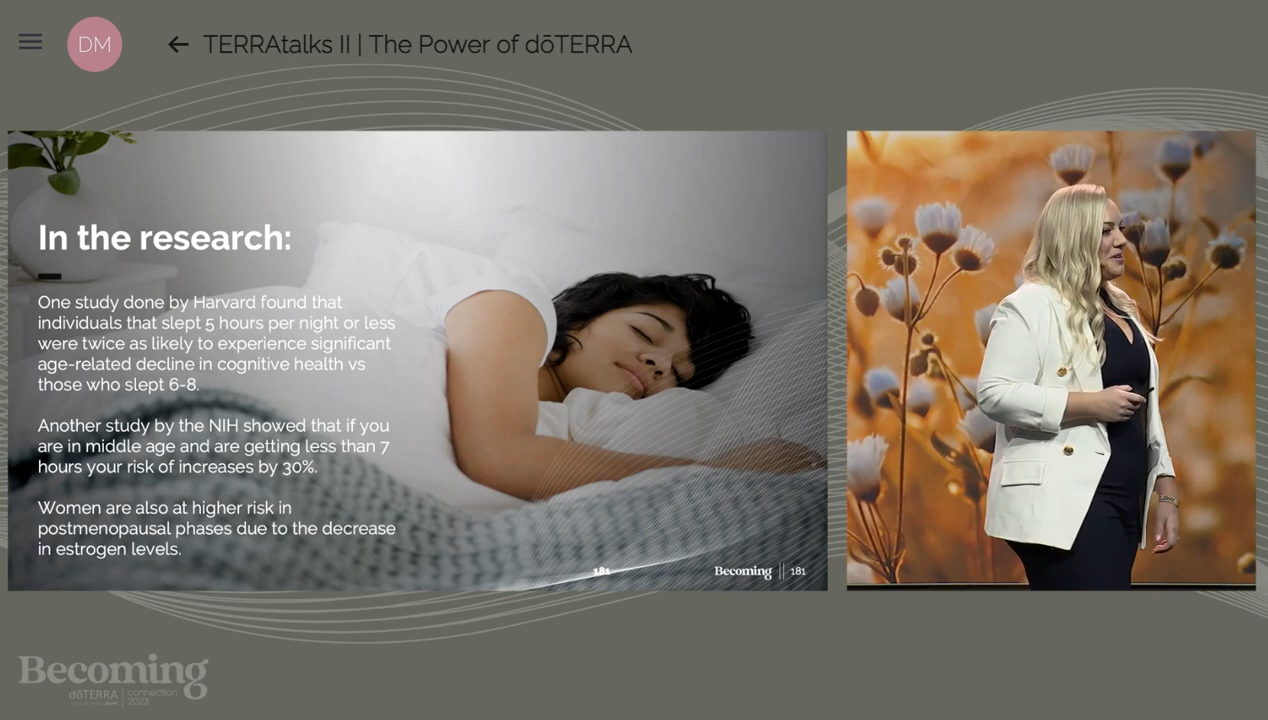 DM
← TERRAtalks II | The Power of dōTERRA
In the research:
One study done by Harvard found that
individuals that slept 5 hours per night or less
were twice as likely to experience significant
age-related decline in cognitive health vs
those who slept 6-8.
Another study by the NIH showed that if you
are in middle age and are getting less than 7
hours your risk of increases by 30%.
Women are also at higher risk in
postmenopausal phases due to the decrease
in estrogen levels.
181
Becoming | 181
Becoming
dōTERRA | connection
2023